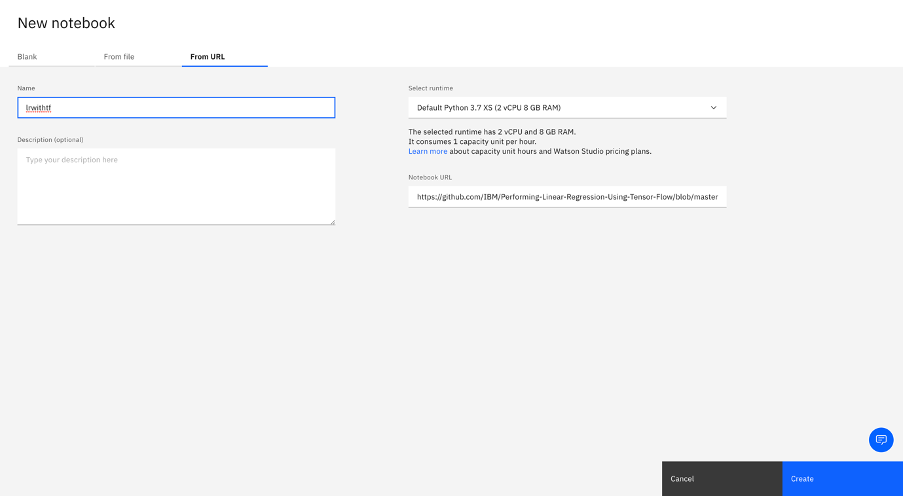 New notebook
Blank
From file
From URL
Name
lrwithtf
Description (optional)
Type your description here
Select runtime
Default Python 3.7 XS (2 vCPU 8 GB RAM)
The selected runtime has 2 vCPU and 8 GB RAM.
It consumes 1 capacity unit per hour.
Learn more about capacity unit hours and Watson Studio pricing plans.
Notebook URL
https://github.com/IBM/Performing-Linear-Regression-Using-Tensor-Flow/blob/master
Cancel
Create